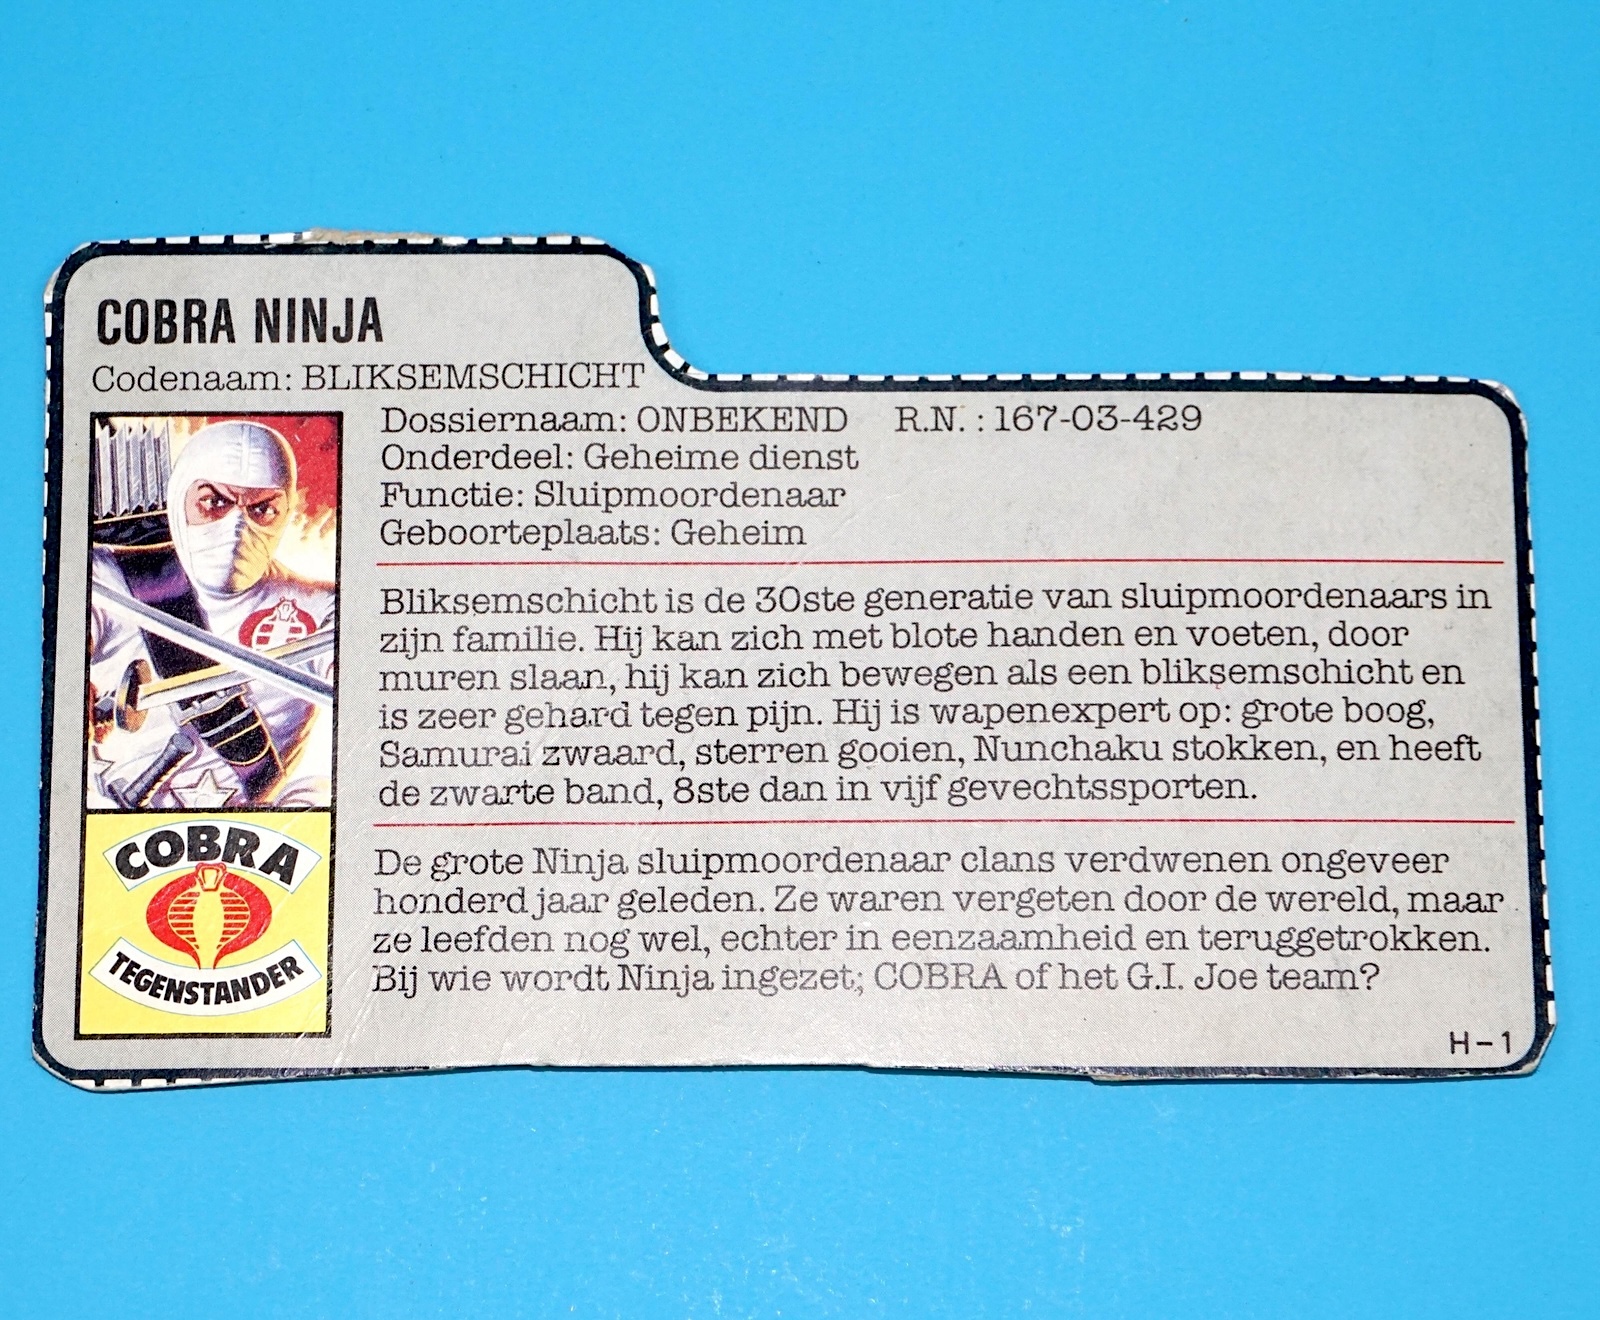 COBRA NINJA
Codenaam: BLIKSEMSCHICHT
Dossiernaam: ONBEKEND R.N. : 167-03-429
Onderdeel: Geheime dienst
Functie: Sluipmoordenaar
Geboorteplaats: Geheim
Bliksemschicht is de 30ste generatie van sluipmoordenaars in
zijn familie. Hij kan zich met blote handen en voeten, door
muren slaan, hij kan zich bewegen als een bliksemschicht en
is zeer gehard tegen pijn. Hij is wapenexpert op: grote boog,
Samurai zwaard, sterren gooien, Nunchaku stokken, en heeft
de zwarte band, 8ste dan in vijf gevechtssporten.
De grote Ninja sluipmoordenaar clans verdwenen ongeveer
honderd jaar geleden. Ze waren vergeten door de wereld, maar
ze leefden nog wel, echter in eenzaamheid en teruggetrokken.
Bij wie wordt Ninja ingezet; COBRA of het G.I. Joe team?
COBRA
TEGENSTANDER
H-1